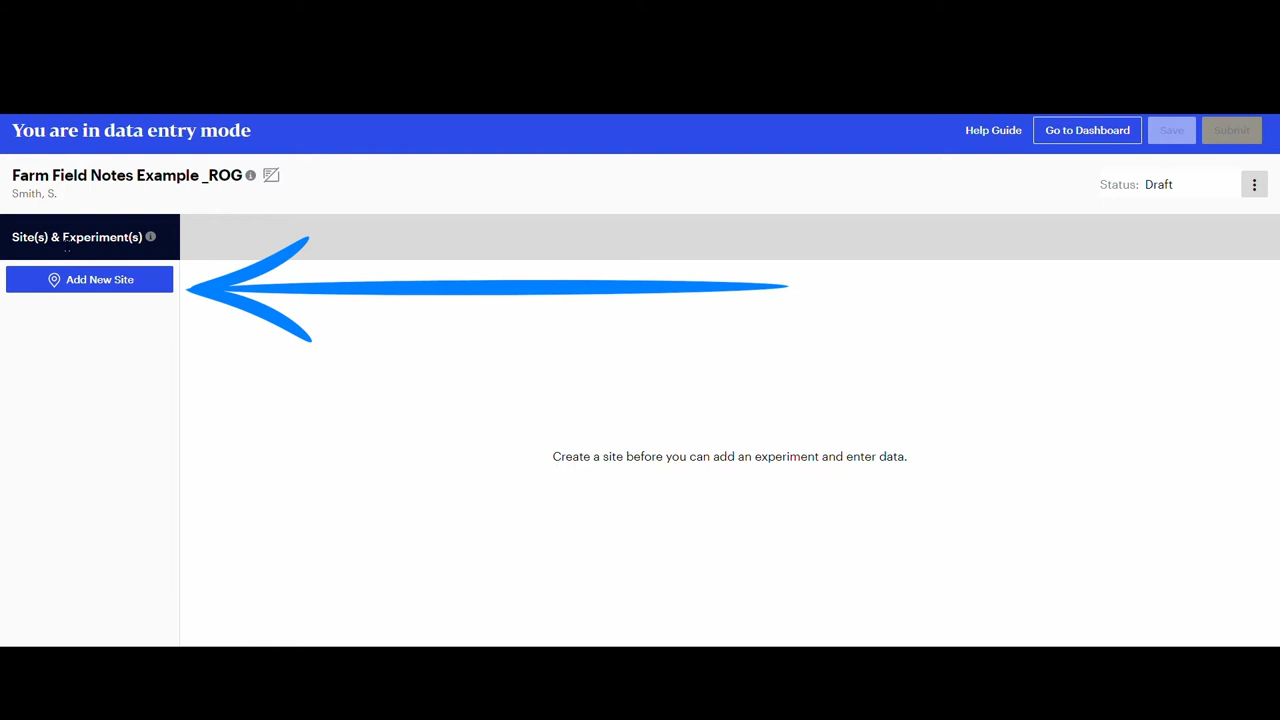 You are in data entry mode
Help Guide
Go to Dashboard
Save
Submit
Farm Field Notes Example _ROG
Smith, S.
Status: Draft
Site(s) & Experiment(s)
Add New Site
Create a site before you can add an experiment and enter data.